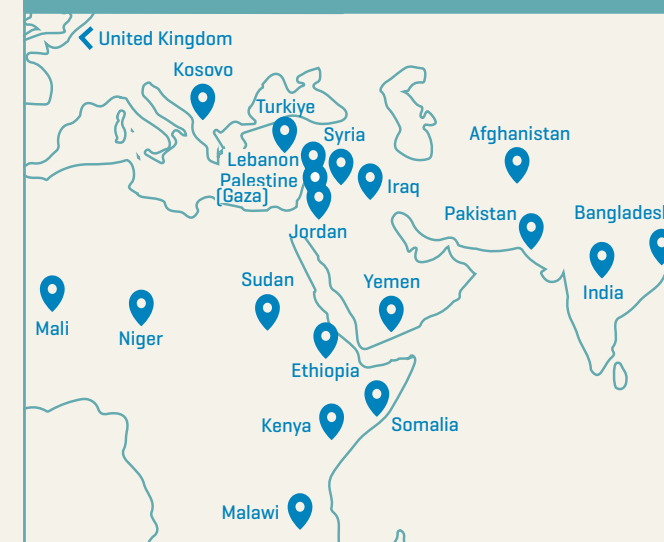 United Kingdom
Kosovo
Turkiye
Syria
Afghanistan
Lebanon
Palestine
(Gaza)
Iraq
Pakistan
Bangladesh
Jordan
Sudan
Yemen
India
Mali
Niger
Ethiopia
Kenya
Somalia
Malawi